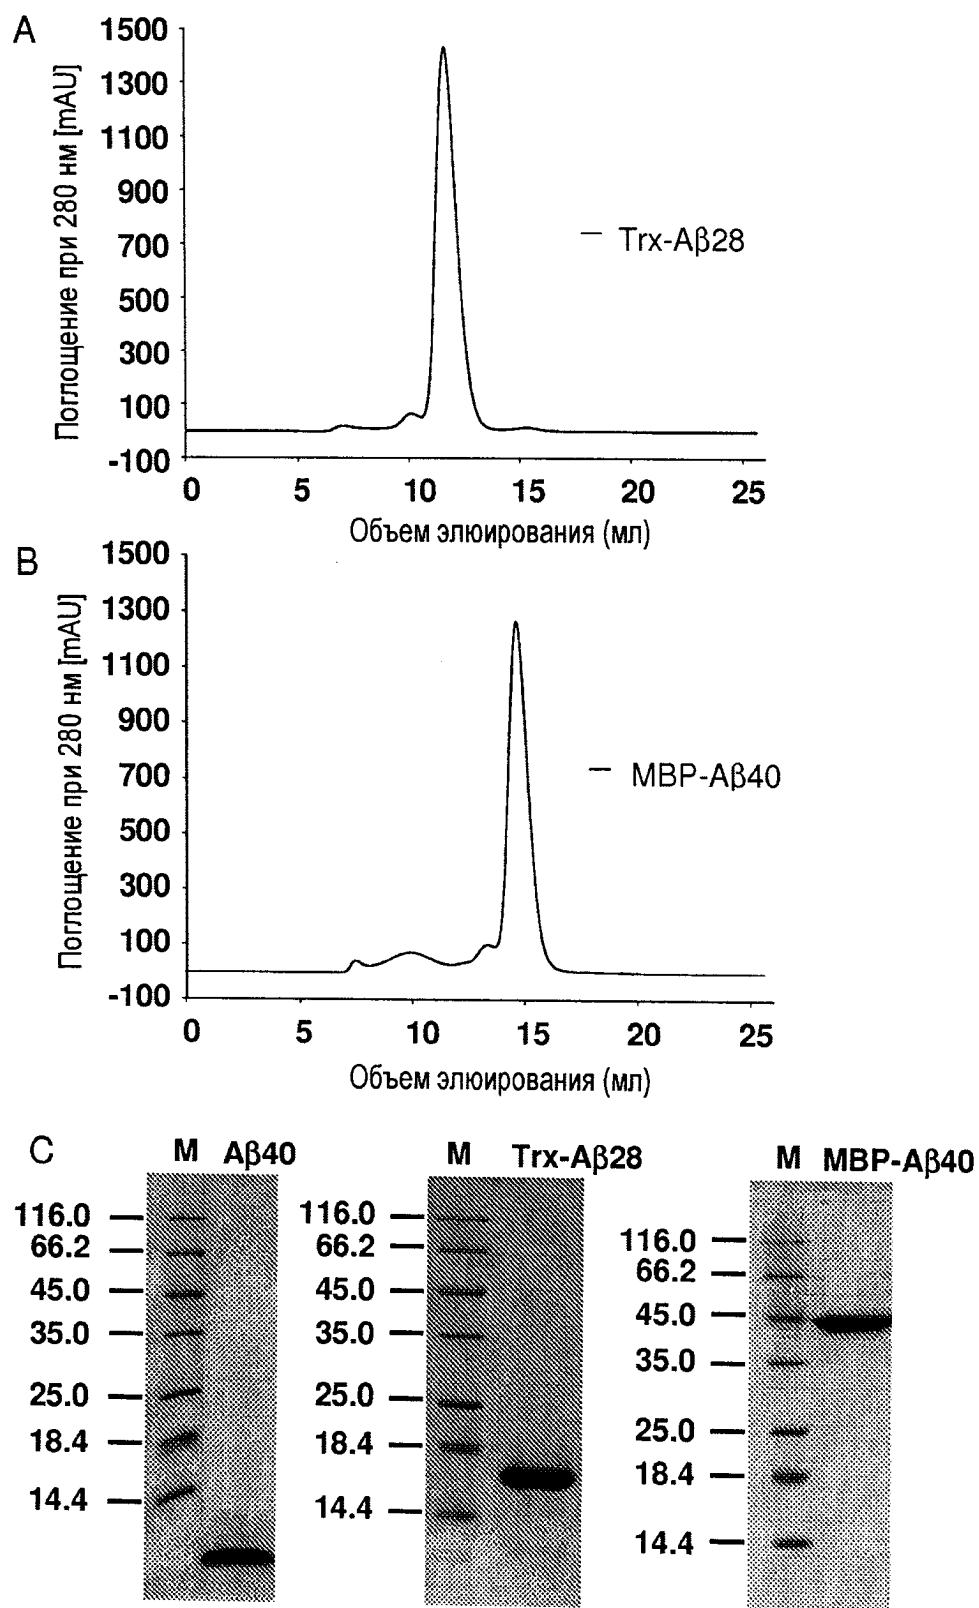 A
Поглощение при 280 нм [mAU]
1500
1300
1100
900
700
500
300
100
-100
— Trx-Aβ28
0 5 10 15 20 25
Объем элюирования (мл)
B
Поглощение при 280 нм [mAU]
1500
1300
1100
900
700
500
300
100
-100
— MBP-Aβ40
0 5 10 15 20 25
Объем элюирования (мл)
C
M Aβ40
116.0
66.2
45.0
35.0
25.0
18.4
14.4
M Trx-Aβ28
116.0
66.2
45.0
35.0
25.0
18.4
14.4
M MBP-Aβ40
116.0
66.2
45.0
35.0
25.0
18.4
14.4